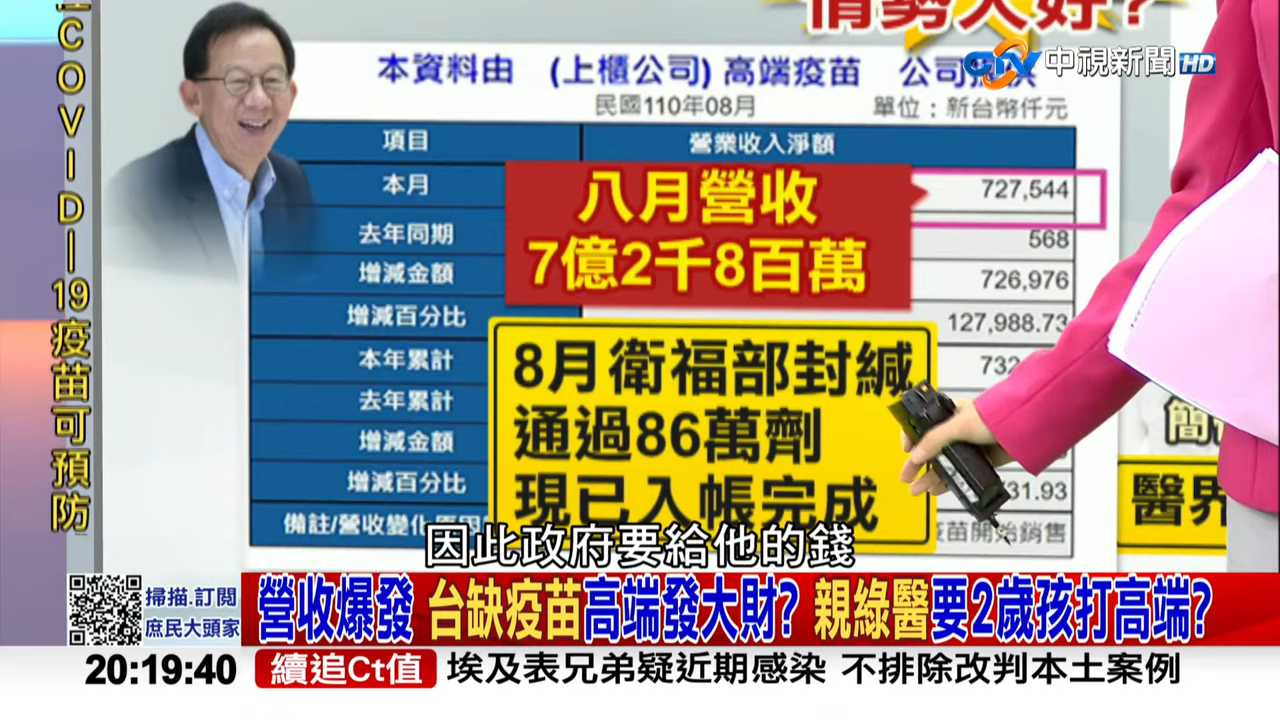 COVID-19疫苗可預防
情勢大好?
CTV中視新聞HD
本資料由 (上櫃公司) 高端疫苗 公司
民國110年08月
單位：新台幣仟元
項目 營業收入淨額
本月 727,544
去年同期 568
增減金額 726,976
增減百分比 127,988.73
本年累計 732
去年累計
增減金額
增減百分比 31.93
備註/營收變化 疫苗開始銷售
八月營收
7億2千8百萬
8月衛福部封緘
通過86萬劑
現已入帳完成
醫界
因此政府要給他的錢
掃描.訂閱
庶民大頭家
營收爆發 台缺疫苗高端發大財? 親綠醫要2歲孩打高端?
20:19:40 續追Ct值 埃及表兄弟疑近期感染 不排除改判本土案例